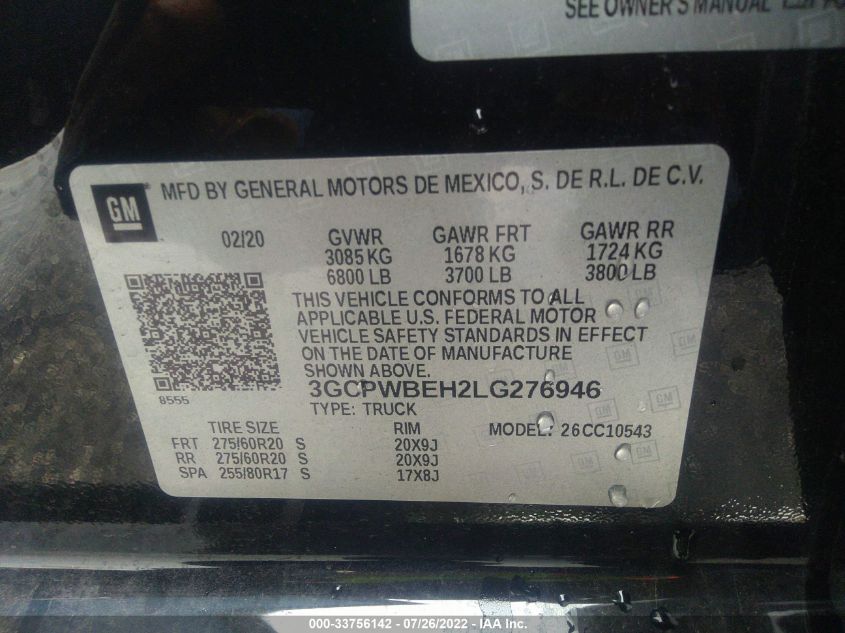 SEE OWNER'S MANUAL
GM
MFD BY GENERAL MOTORS DE MEXICO, S. DE R.L. DE C.V.
02/20 GVWR GAWR FRT GAWR RR
3085 KG 1678 KG 1724 KG
6800 LB 3700 LB 3800 LB
THIS VEHICLE CONFORMS TO ALL
APPLICABLE U.S. FEDERAL MOTOR
VEHICLE SAFETY STANDARDS IN EFFECT
ON THE DATE OF MANUFACTURE
SHOWN ABOVE.
8555 3GCPWBEH2LG276946
TYPE: TRUCK
TIRE SIZE RIM MODEL: 26CC10543
FRT 275/60R20 S 20X9J
RR 275/60R20 S 20X9J
SPA 255/80R17 S 17X8J
000-33756142 - 07/26/2022 - IAA Inc.